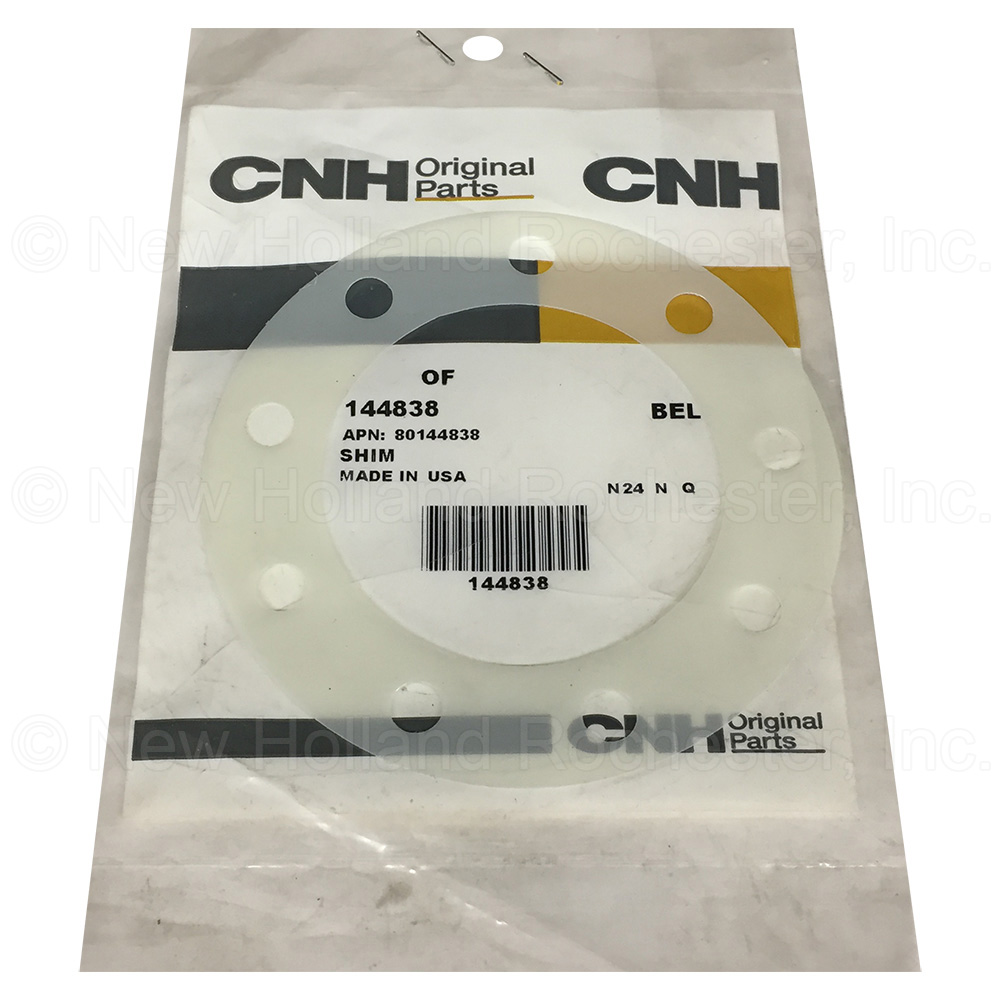 CNH Original Parts CNH
© New Holland Rochester, Inc.
OF
144838 BEL
APN: 80144838
SHIM
MADE IN USA
N24 N Q
© New Holland Rochester, Inc.
144838
CNH Original Parts
© New Holland Rochester, Inc.